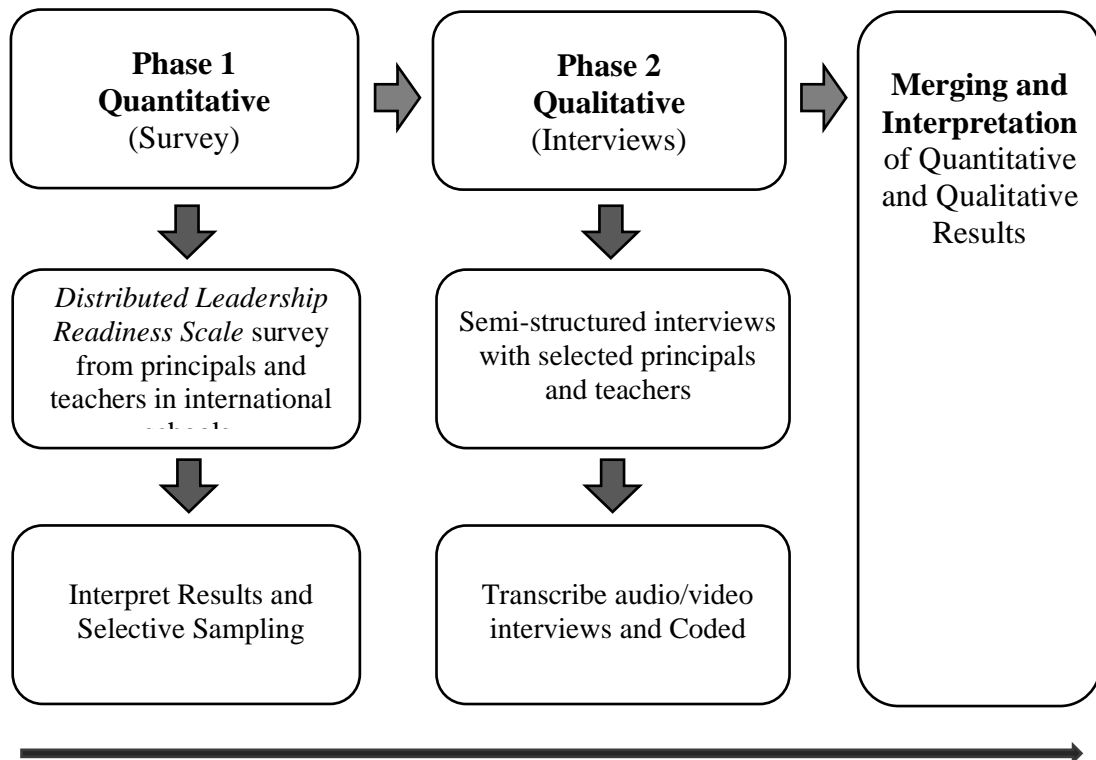 Phase 1
Quantitative
(Survey)
Distributed Leadership
Readiness Scale survey
from principals and
teachers in international
Interpret Results and
Selective Sampling
Phase 2
Qualitative
(Interviews)
Semi-structured interviews
with selected principals
and teachers
Transcribe audio/video
interviews and Coded
Merging and
Interpretation
of Quantitative
and Qualitative
Results